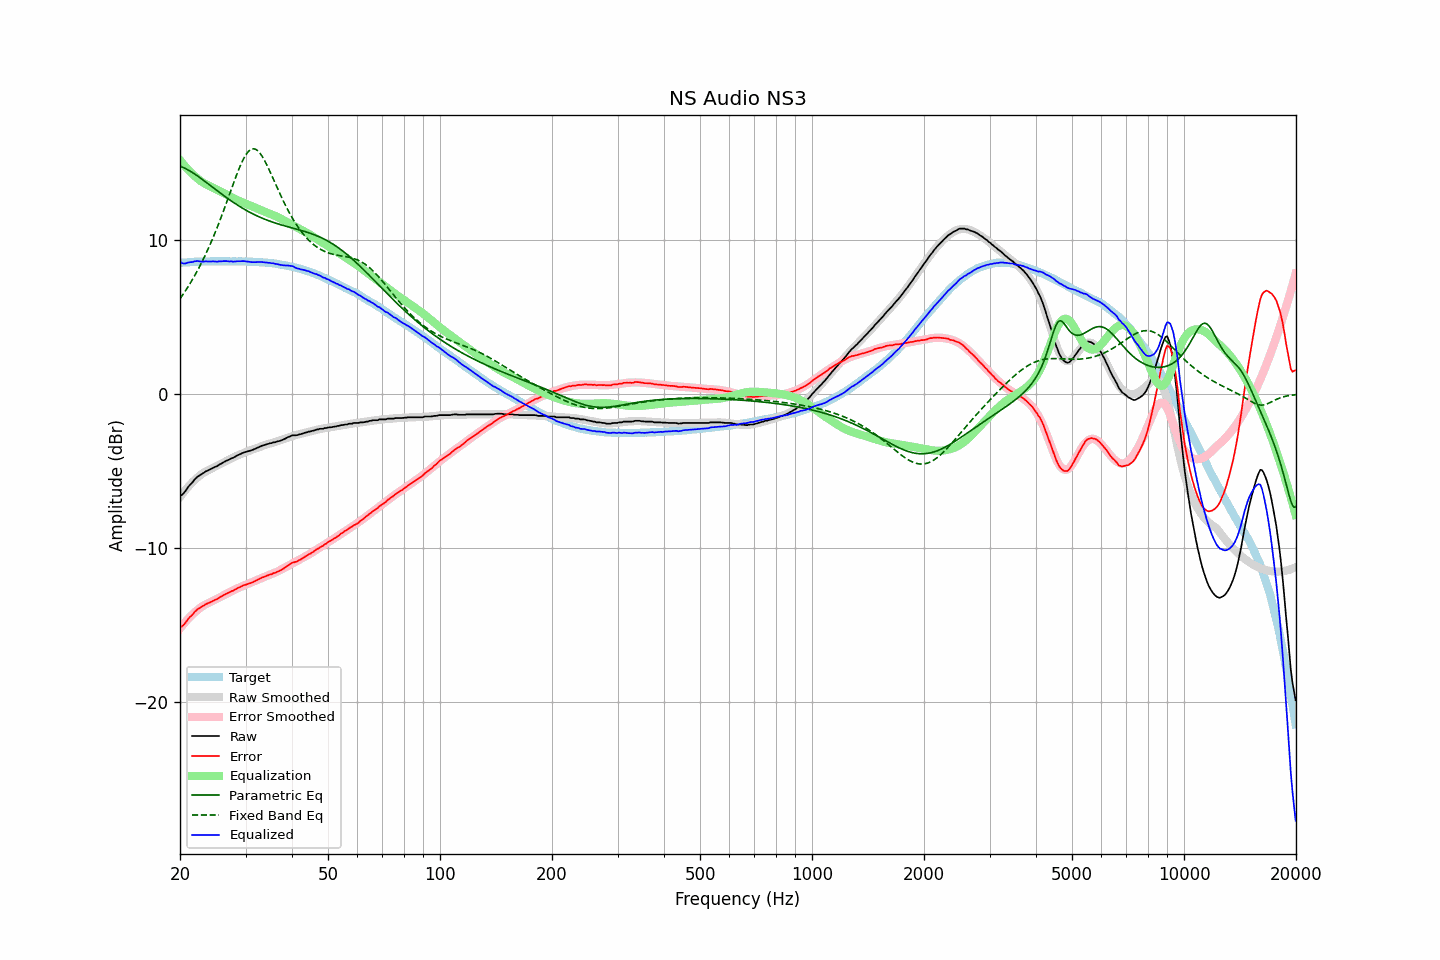 NS Audio NS3
Amplitude (dBr)
10
0
−10
−20
Target
Raw Smoothed
Error Smoothed
Raw
Error
Equalization
Parametric Eq
Fixed Band Eq
Equalized
20 50 100 200 500 1000 2000 5000 10000 20000
Frequency (Hz)